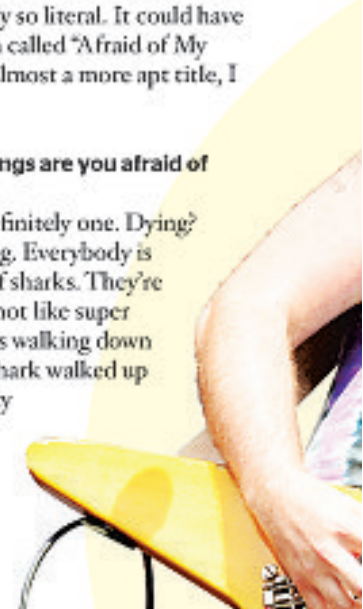 y so literal. It could have
called “Afraid of My
lmost a more apt title, I
ngs are you afraid of
finitely one. Dying?
g. Everybody is
f sharks. They’re
not like super
s walking down
hark walked up
y